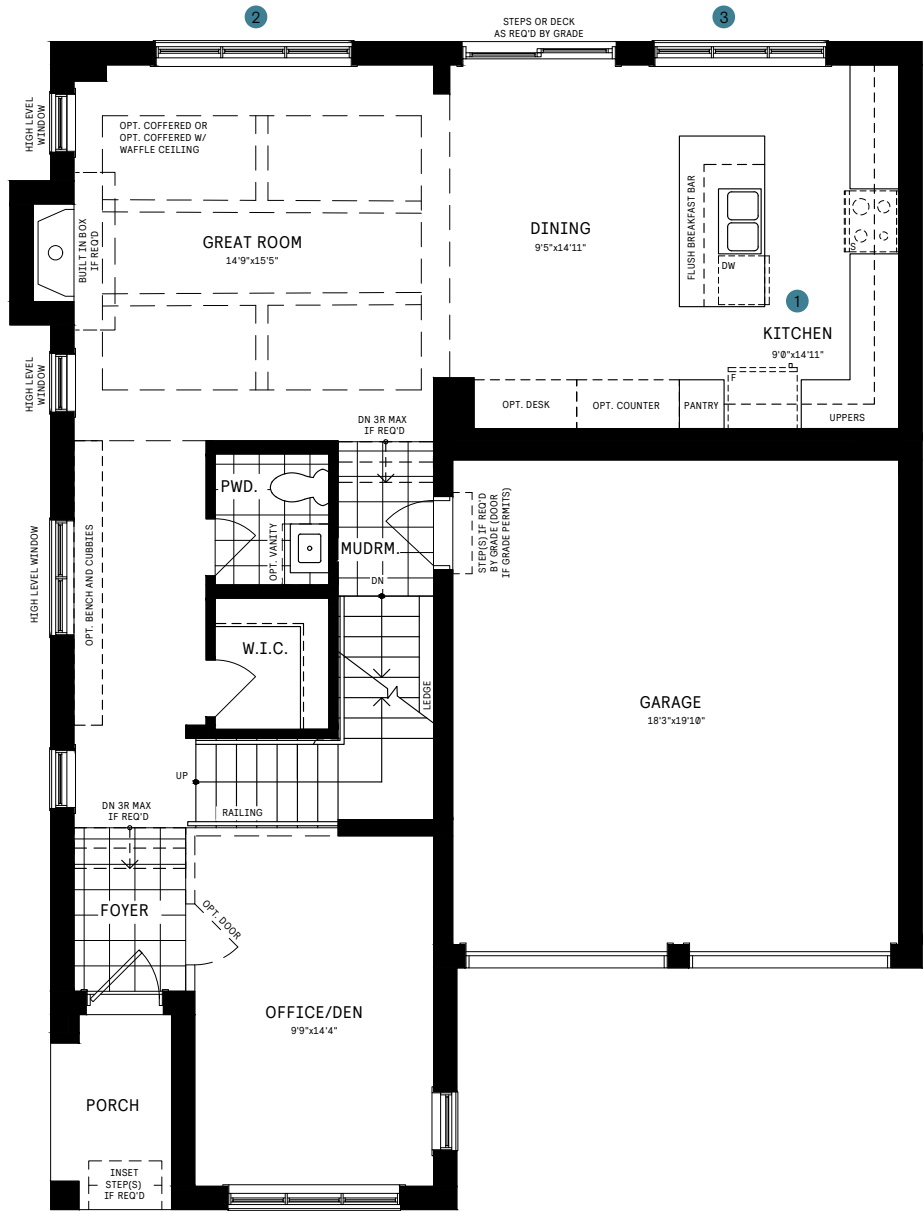 2
3
STEPS OR DECK
AS REQ'D BY GRADE
HIGH LEVEL
WINDOW
OPT. COFFERED OR
OPT. COFFERED W/
WAFFLE CEILING
BUILT IN BOX
IF REQ'D
GREAT ROOM
14'9"x15'5"
DINING
9'5"x14'11"
FLUSH BREAKFAST BAR
DW
S
1
KITCHEN
9'0"x14'11"
HIGH LEVEL
WINDOW
F
OPT. DESK
OPT. COUNTER
PANTRY
UPPERS
DN 3R MAX
IF REQ'D
PWD.
OPT. VANITY
MUDRM.
DN
STEP(S) IF REQ'D
BY GRADE (DOOR
IF GRADE PERMITS)
HIGH LEVEL WINDOW
OPT. BENCH AND CUBBIES
W.I.C.
LEDGE
GARAGE
18'3"x19'10"
UP
RAILING
DN 3R MAX
IF REQ'D
FOYER
OPT. DOOR
OFFICE/DEN
9'9"x14'4"
PORCH
INSET
STEP(S)
IF REQ'D